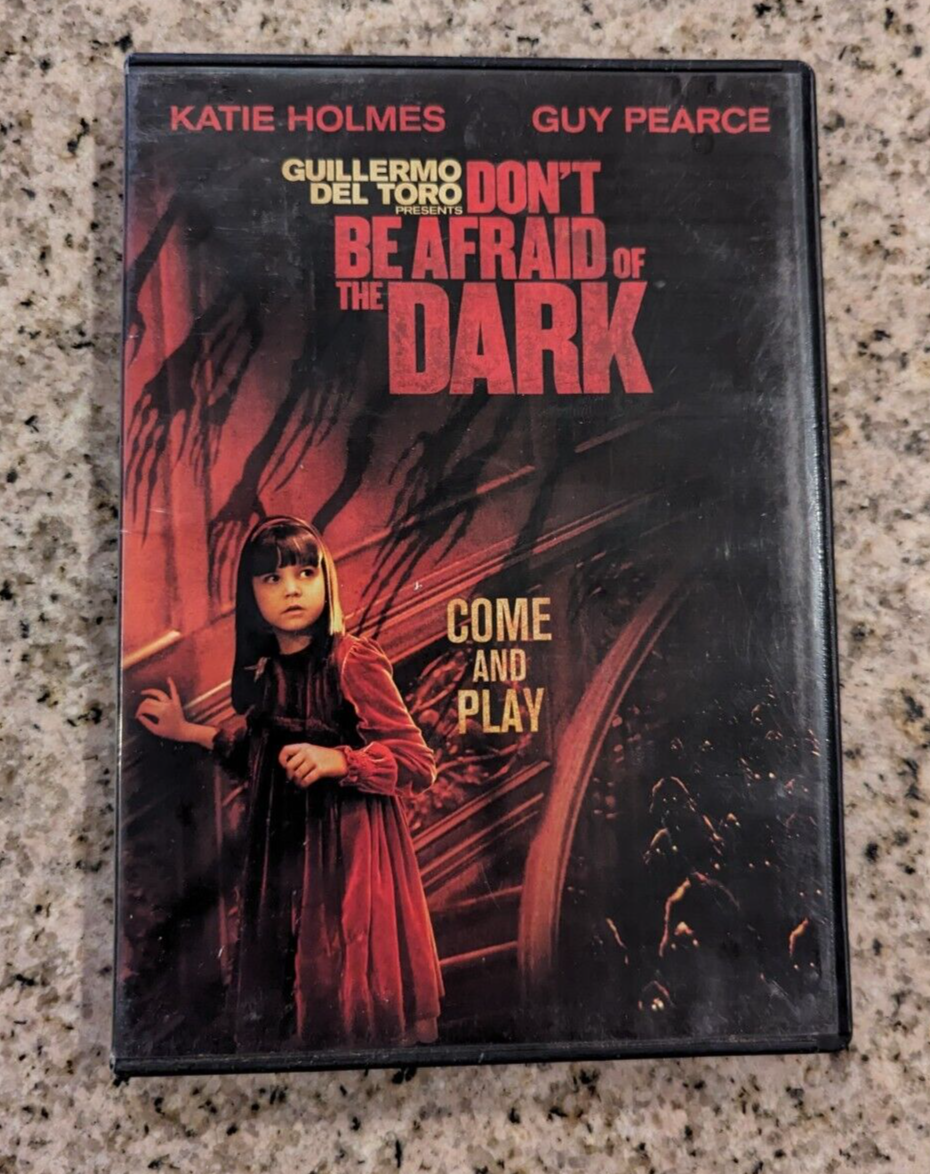 KATIE HOLMES GUY PEARCE
GUILLERMO
DEL TORO
PRESENTS
DON'T
BE AFRAID OF
THE DARK
COME
AND
PLAY